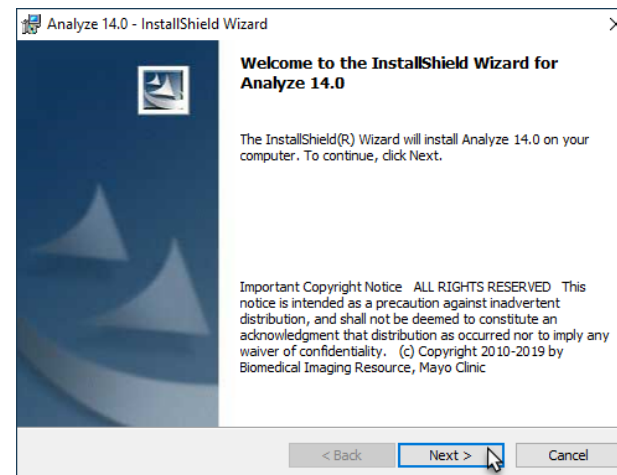 Analyze 14.0 - InstallShield Wizard
Welcome to the InstallShield Wizard for
Analyze 14.0
The InstallShield(R) Wizard will install Analyze 14.0 on your
computer. To continue, click Next.
Important Copyright Notice   ALL RIGHTS RESERVED   This
notice is intended as a precaution against inadvertent
distribution, and shall not be deemed to constitute an
acknowledgment that distribution as occurred nor to imply any
waiver of confidentiality.   (c) Copyright 2010-2019 by
Biomedical Imaging Resource, Mayo Clinic
< Back
Next >
Cancel